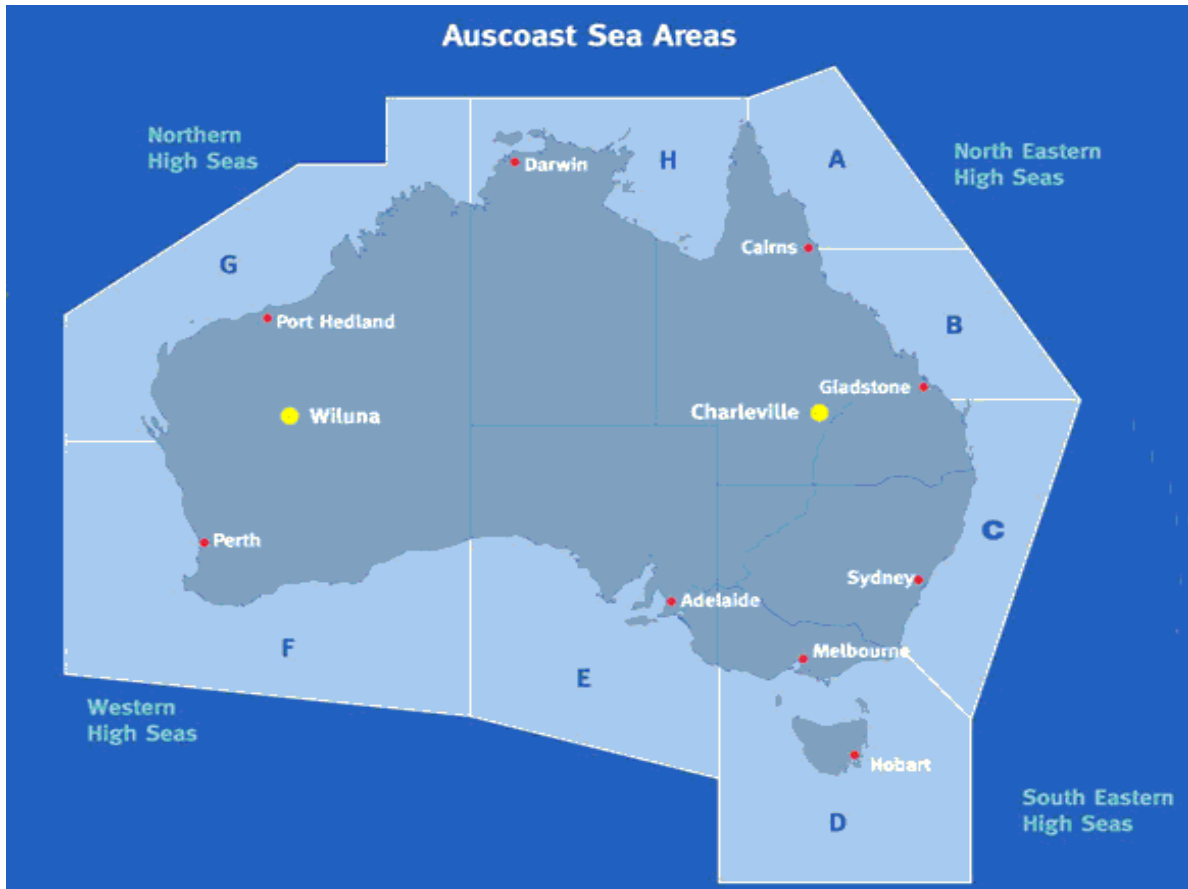 Auscoast Sea Areas
Northern
High Seas
H
A
North Eastern
High Seas
Darwin
Cairns
G
Port Hedland
B
Gladstone
Wiluna
Charleville
C
Perth
Sydney
Adelaide
F
E
Melbourne
Western
High Seas
Hobart
D
South Eastern
High Seas